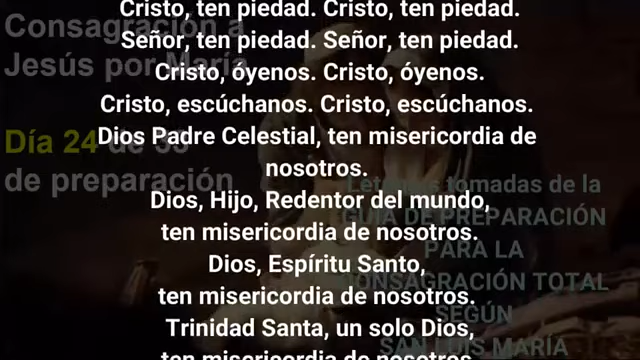 Cristo, ten piedad. Cristo, ten piedad.
Señor, ten piedad. Señor, ten piedad.
Cristo, óyenos. Cristo, óyenos.
Cristo, escúchanos. Cristo, escúchanos.
Dios Padre Celestial, ten misericordia de
nosotros.
Dios, Hijo, Redentor del mundo,
ten misericordia de nosotros.
Dios, Espíritu Santo,
ten misericordia de nosotros.
Trinidad Santa, un solo Dios,
ten misericordia de nosotros
Consagración a
Jesús por María
Día 24 de 33
de preparación
Lecturas tomadas de la
GUÍA DE PREPARACIÓN
PARA LA
CONSAGRACIÓN TOTAL
SEGÚN
SAN LUIS MARÍA